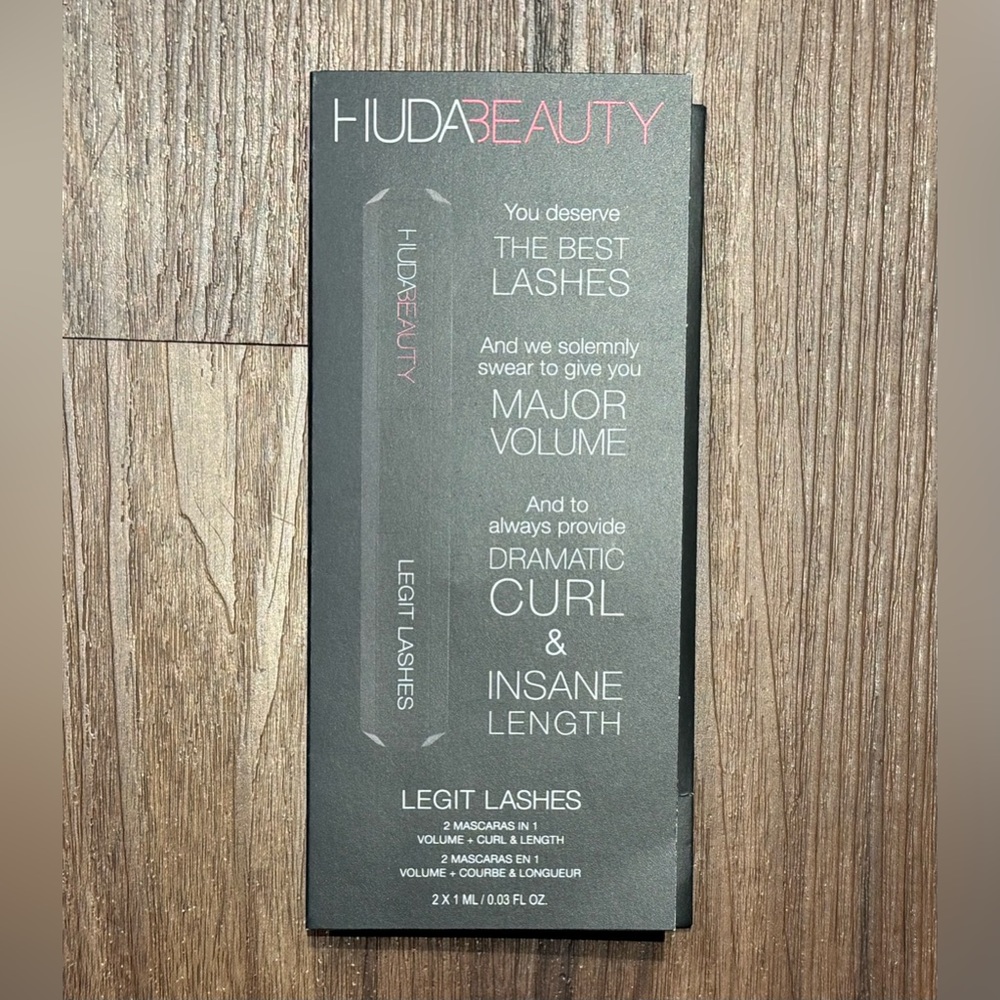 HUDABEAUTY
HUDABEAUTY
LEGIT LASHES
You deserve
THE BEST
LASHES
And we solemnly
swear to give you
MAJOR
VOLUME
And to
always provide
DRAMATIC
CURL
&
INSANE
LENGTH
LEGIT LASHES
2 MASCARAS IN 1
VOLUME + CURL & LENGTH
2 MASCARAS EN 1
VOLUME + COURBE & LONGUEUR
2 X 1 ML / 0.03 FL OZ.